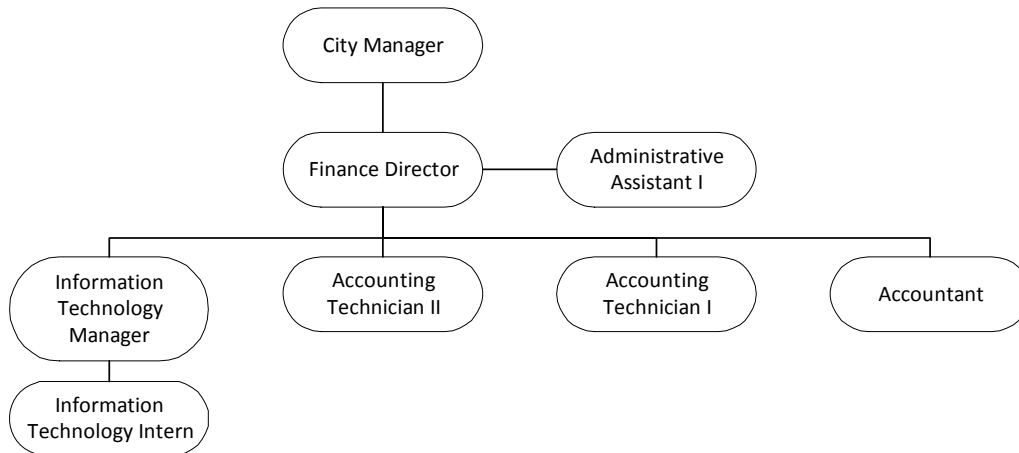 City Manager
Finance Director
Administrative
Assistant I
Information
Technology
Manager
Accounting
Technician II
Accounting
Technician I
Accountant
Information
Technology Intern